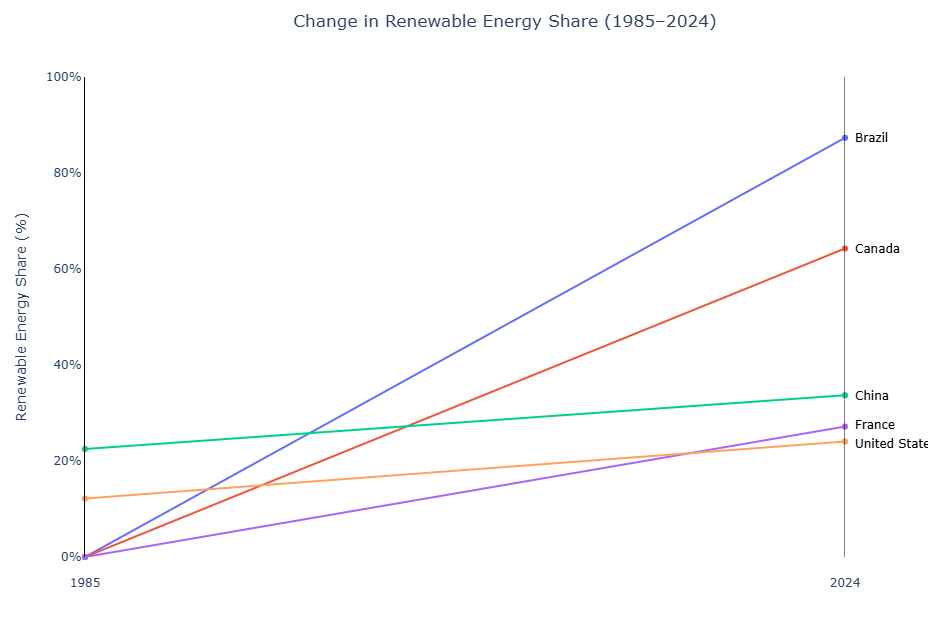 Change in Renewable Energy Share (1985–2024)
100%
80%
60%
40%
20%
0%
Renewable Energy Share (%)
1985
2024
Brazil
Canada
China
France
United State